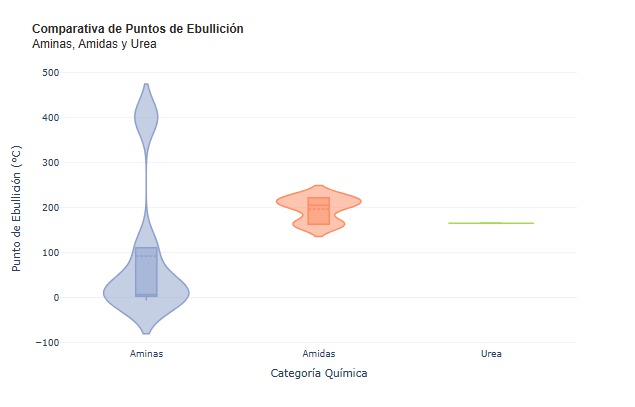 Comparativa de Puntos de Ebullición
Aminas, Amidas y Urea
500
400
300
200
100
0
−100
Punto de Ebullición (°C)
Aminas
Amidas
Urea
Categoría Química